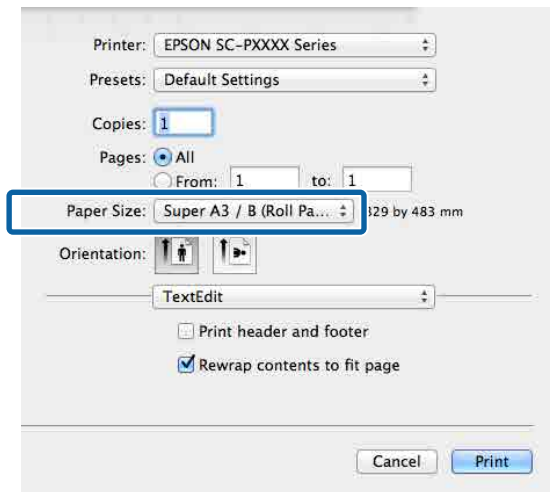 Printer: EPSON SC-PXXXX Series
Presets: Default Settings
Copies: 1
Pages: All
From: 1 to: 1
Paper Size: Super A3 / B (Roll Pa... 329 by 483 mm
Orientation:
TextEdit
Print header and footer
Rewrap contents to fit page
Cancel Print